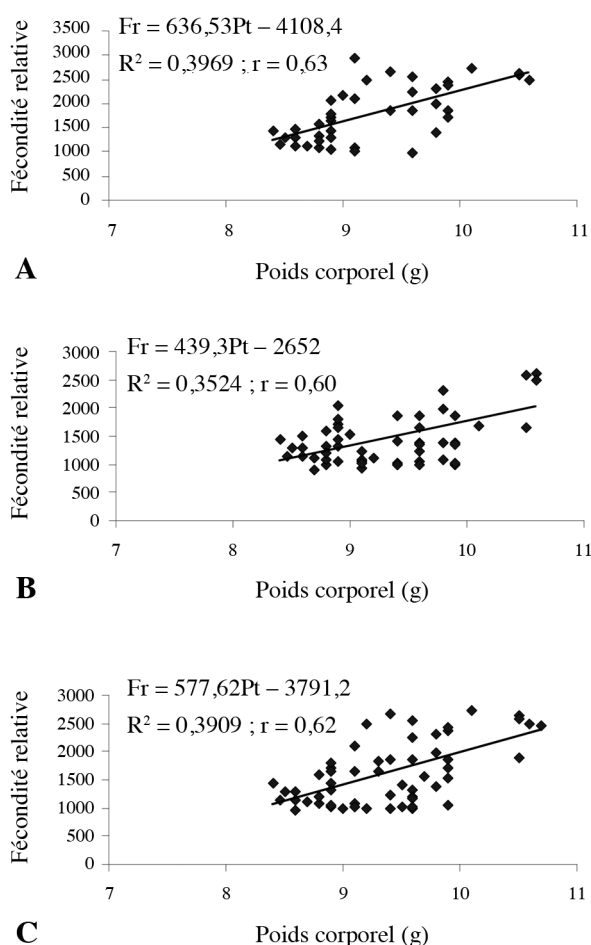 Fr = 636,53Pt – 4108,4
R² = 0,3969 ; r = 0,63
Fécondité relative
3500
3000
2500
2000
1500
1000
500
0
7 8 9 10 11
Poids corporel (g)
A
Fr = 439,3Pt – 2652
R² = 0,3524 ; r = 0,60
Fécondité relative
3000
2500
2000
1500
1000
500
0
7 8 9 10 11
Poids corporel (g)
B
Fr = 577,62Pt – 3791,2
R² = 0,3909 ; r = 0,62
Fécondité relative
3000
2500
2000
1500
1000
500
0
7 8 9 10 11
Poids corporel (g)
C